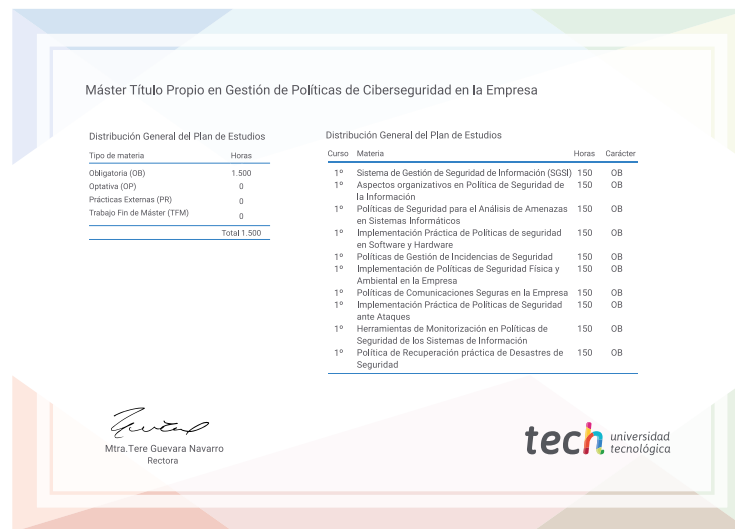 Máster Título Propio en Gestión de Políticas de Ciberseguridad en la Empresa
Distribución General del Plan de Estudios
Tipo de materia Horas
Obligatoria (OB) 1.500
Optativa (OP) 0
Prácticas Externas (PR) 0
Trabajo Fin de Máster (TFM) 0
Total 1.500
Distribución General del Plan de Estudios
Curso Materia Horas Carácter
1º Sistema de Gestión de Seguridad de Información (SGSI) 150 OB
1º Aspectos organizativos en Política de Seguridad de 150 OB
la Información
1º Políticas de Seguridad para el Análisis de Amenazas 150 OB
en Sistemas Informáticos
1º Implementación Práctica de Políticas de seguridad 150 OB
en Software y Hardware
1º Políticas de Gestión de Incidencias de Seguridad 150 OB
1º Implementación de Políticas de Seguridad Física y 150 OB
Ambiental en la Empresa
1º Políticas de Comunicaciones Seguras en la Empresa 150 OB
1º Implementación Práctica de Políticas de Seguridad 150 OB
ante Ataques
1º Herramientas de Monitorización en Políticas de 150 OB
Seguridad de los Sistemas de Información
1º Política de Recuperación práctica de Desastres de 150 OB
Seguridad
Mtra.Tere Guevara Navarro
Rectora
tech universidad
tecnológica